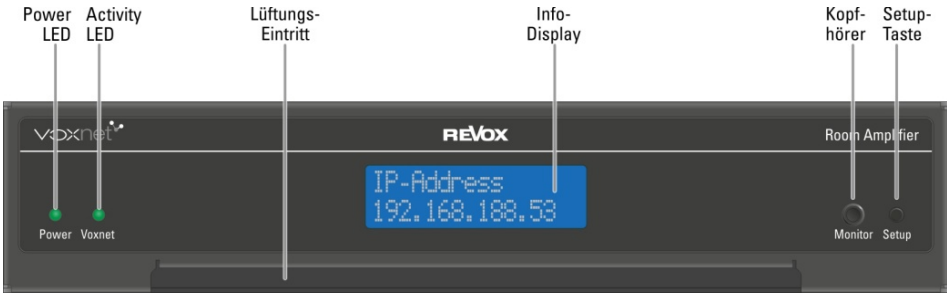 Power LED
Activity LED
Lüftungs-
Eintritt
Info-
Display
Kopf-
hörer
Setup-
Taste
voxnet
REVOX
Room Amplifier
IP-Address
192.168.188.53
Power
Voxnet
Monitor
Setup